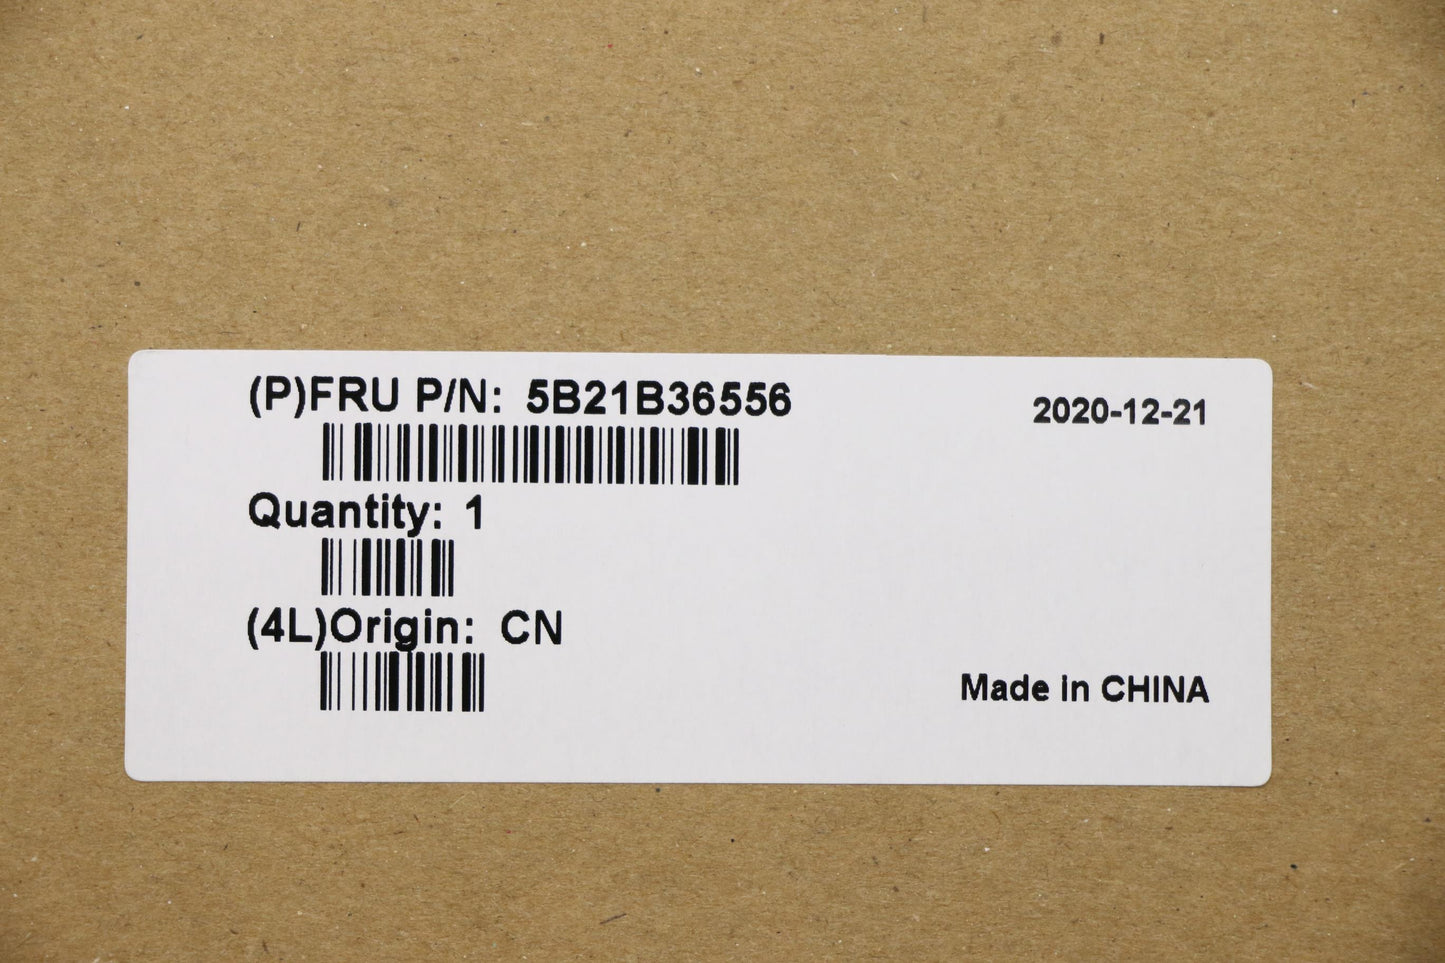 (P)FRU P/N: 5B21B36556
2020-12-21
Quantity: 1
(4L)Origin: CN
Made in CHINA